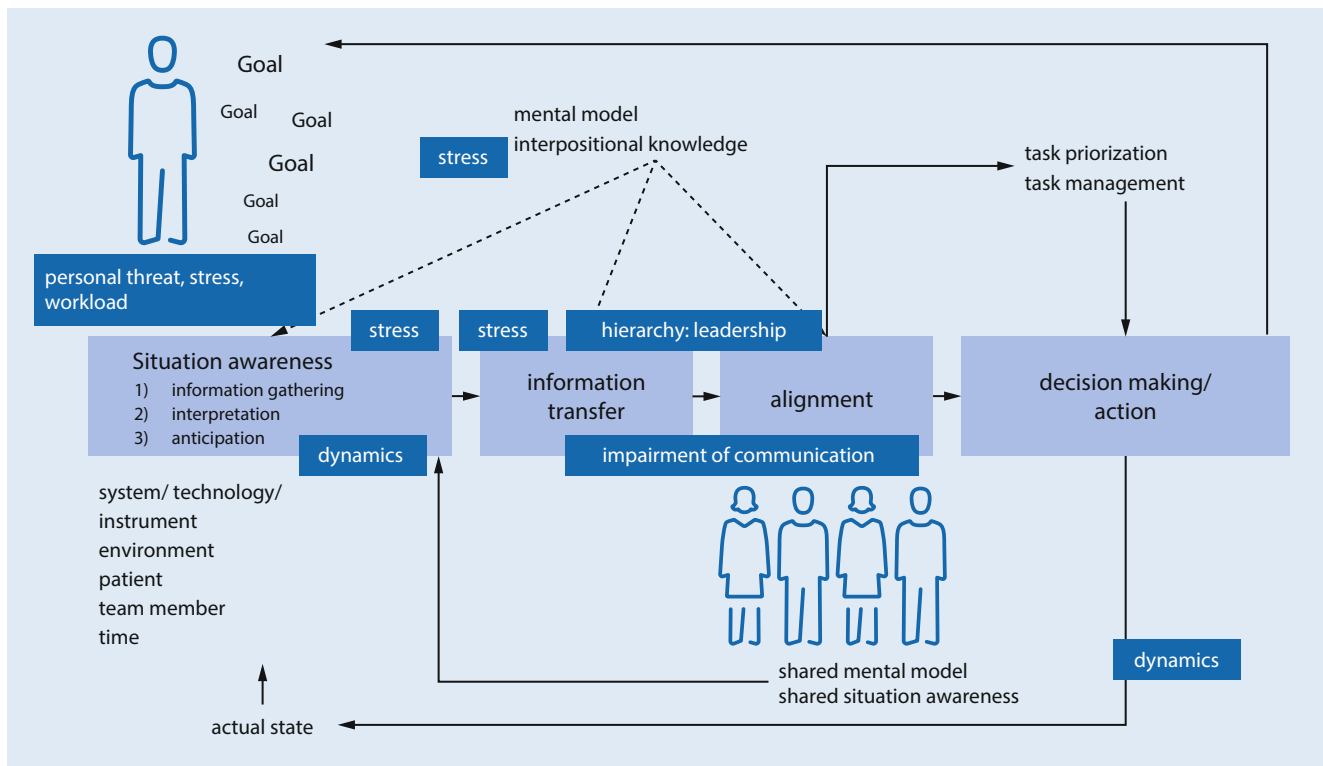 Goal
Goal
Goal
Goal
Goal
Goal
personal threat, stress,
workload
stress
mental model
interpositional knowledge
task priorization
task management
stress
stress
hierarchy: leadership
Situation awareness
1) information gathering
2) interpretation
3) anticipation
information
transfer
alignment
decision making/
action
dynamics
impairment of communication
system/ technology/
instrument
environment
patient
team member
time
actual state
shared mental model
shared situation awareness
dynamics